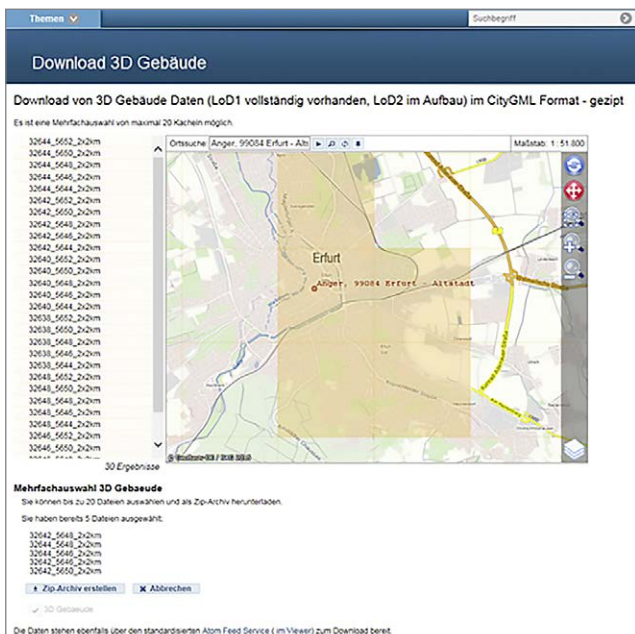 Themen
Suchbegriff
Download 3D Gebäude
Download von 3D Gebäude Daten (LoD1 vollständig vorhanden, LoD2 im Aufbau) im CityGML Format - gezipt
Es ist eine Mehrfachauswahl von maximal 20 Kacheln möglich.
Ortssuche: Anger, 99084 Erfurt - Alts
Maßstab: 1: 51.800
32644_5652_2x2km
32644_5650_2x2km
32644_5648_2x2km
32644_5646_2x2km
32644_5644_2x2km
32642_5652_2x2km
32642_5650_2x2km
32642_5648_2x2km
32642_5646_2x2km
32642_5644_2x2km
32640_5652_2x2km
32640_5650_2x2km
32640_5648_2x2km
32640_5646_2x2km
32640_5644_2x2km
32638_5652_2x2km
32638_5650_2x2km
32638_5648_2x2km
32638_5646_2x2km
32638_5644_2x2km
32648_5652_2x2km
32648_5650_2x2km
32648_5648_2x2km
32648_5646_2x2km
32648_5644_2x2km
32646_5652_2x2km
32646_5650_2x2km
Erfurt
Anger, 99084 Erfurt - Altstadt
30 Ergebnisse
Mehrfachauswahl 3D Gebaeude
Sie können bis zu 20 Dateien auswählen und als Zip-Archiv herunterladen.
Sie haben bereits 5 Dateien ausgewählt:
32642_5648_2x2km
32644_5648_2x2km
32644_5646_2x2km
32642_5646_2x2km
32642_5650_2x2km
Zip-Archiv erstellen
Abbrechen
3D Gebaeude
Die Daten stehen ebenfalls über den standardisierten Atom Feed Service ( im Viewer) zum Download bereit.